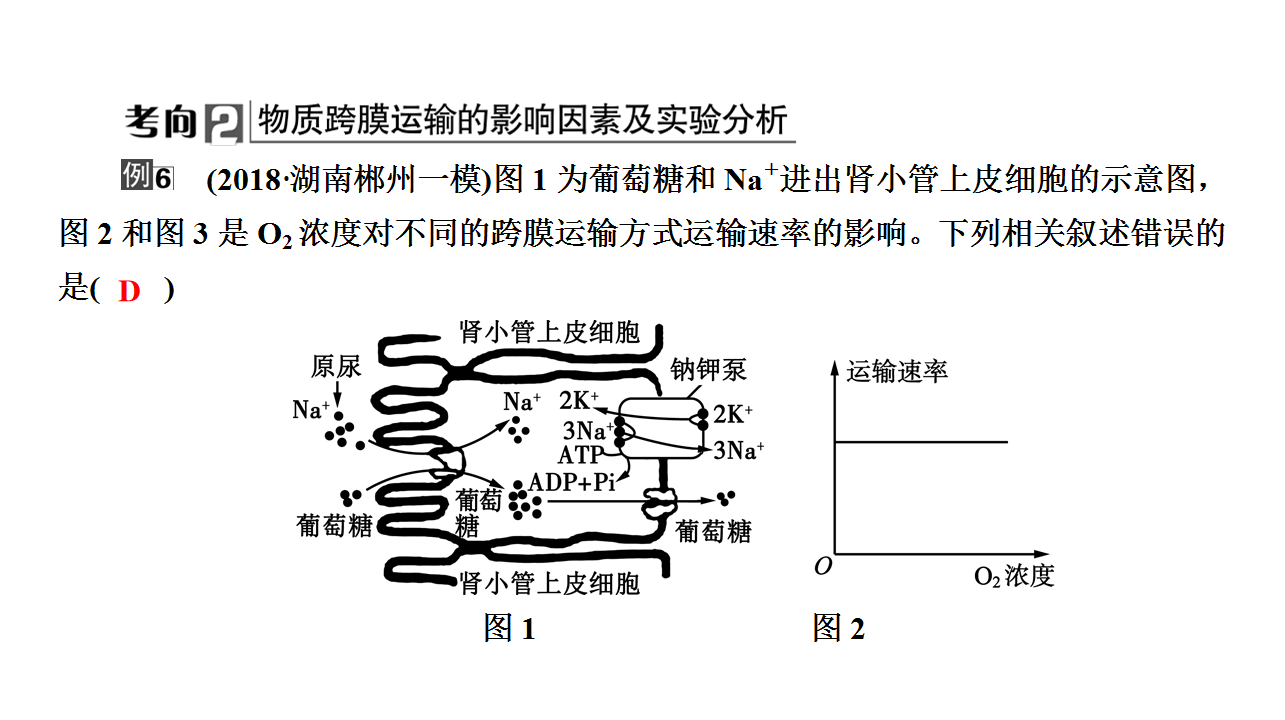 考向2 物质跨膜运输的影响因素及实验分析
例6 (2018·湖南郴州一模)图1为葡萄糖和Na⁺进出肾小管上皮细胞的示意图，
图2和图3是O₂浓度对不同的跨膜运输方式运输速率的影响。下列相关叙述错误的
是( D )
肾小管上皮细胞
原尿
钠钾泵
运输速率
Na⁺
Na⁺
2K⁺
2K⁺
3Na⁺
3Na⁺
ATP
ADP+Pi
葡萄糖
葡萄
糖
葡萄糖
肾小管上皮细胞
O
O₂浓度
图1
图2